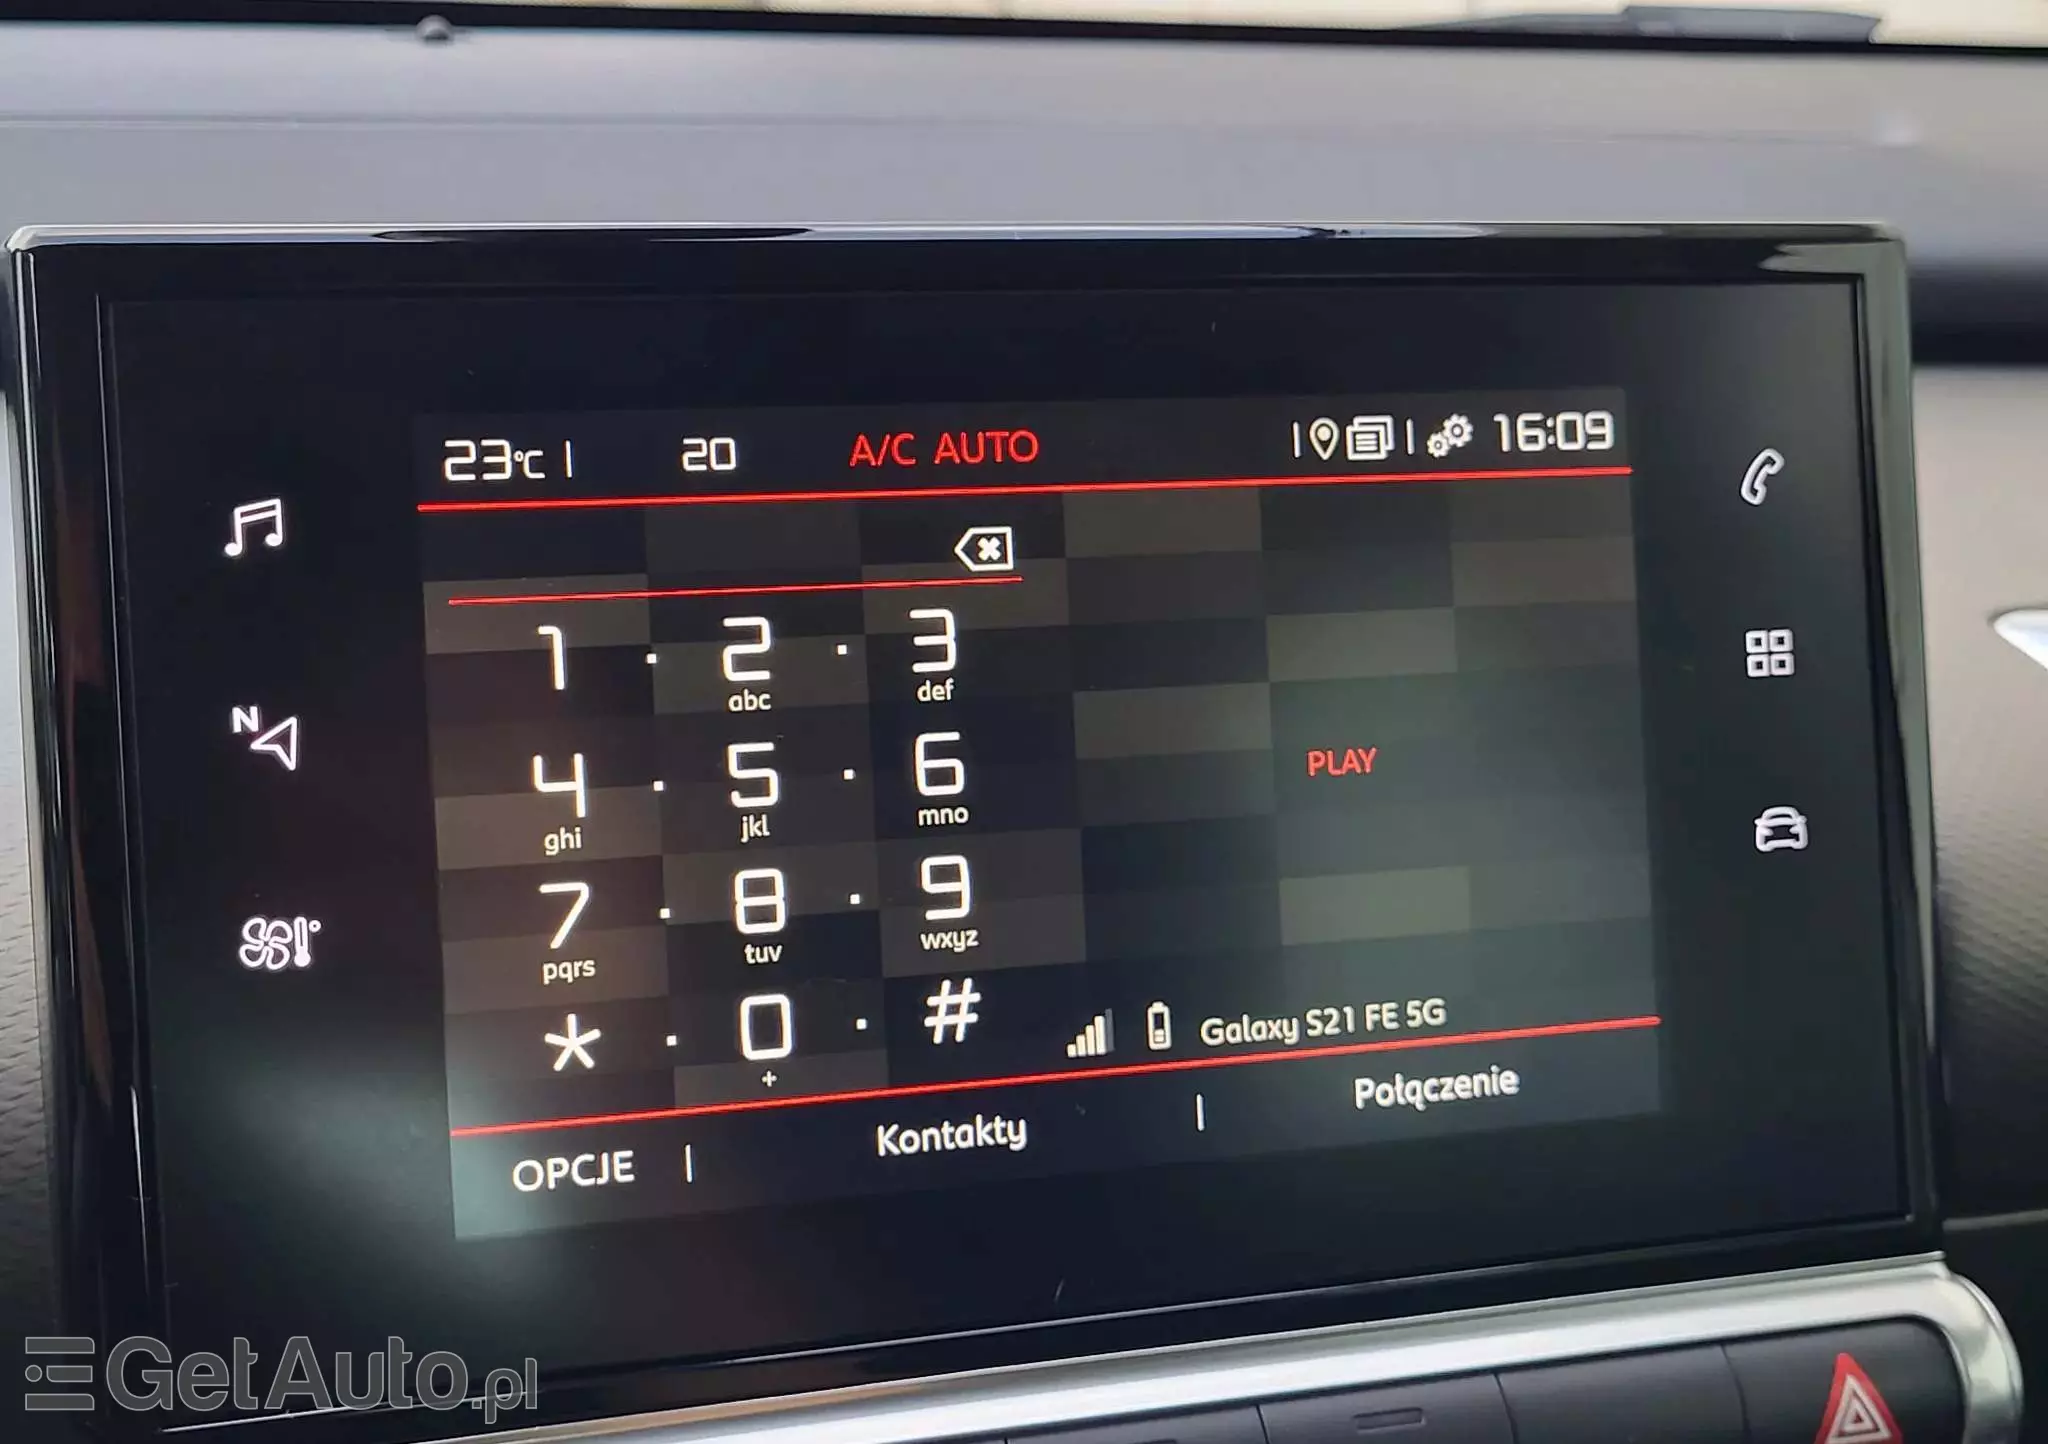 23°C | 20 A/C AUTO 16:09
1 · 2 · 3
abc def
4 · 5 · 6
ghi jkl mno
PLAY
7 · 8 · 9
pqrs tuv wxyz
* · 0 · #
+
Galaxy S21 FE 5G
OPCJE | Kontakty | Połączenie
N
GetAuto.pl